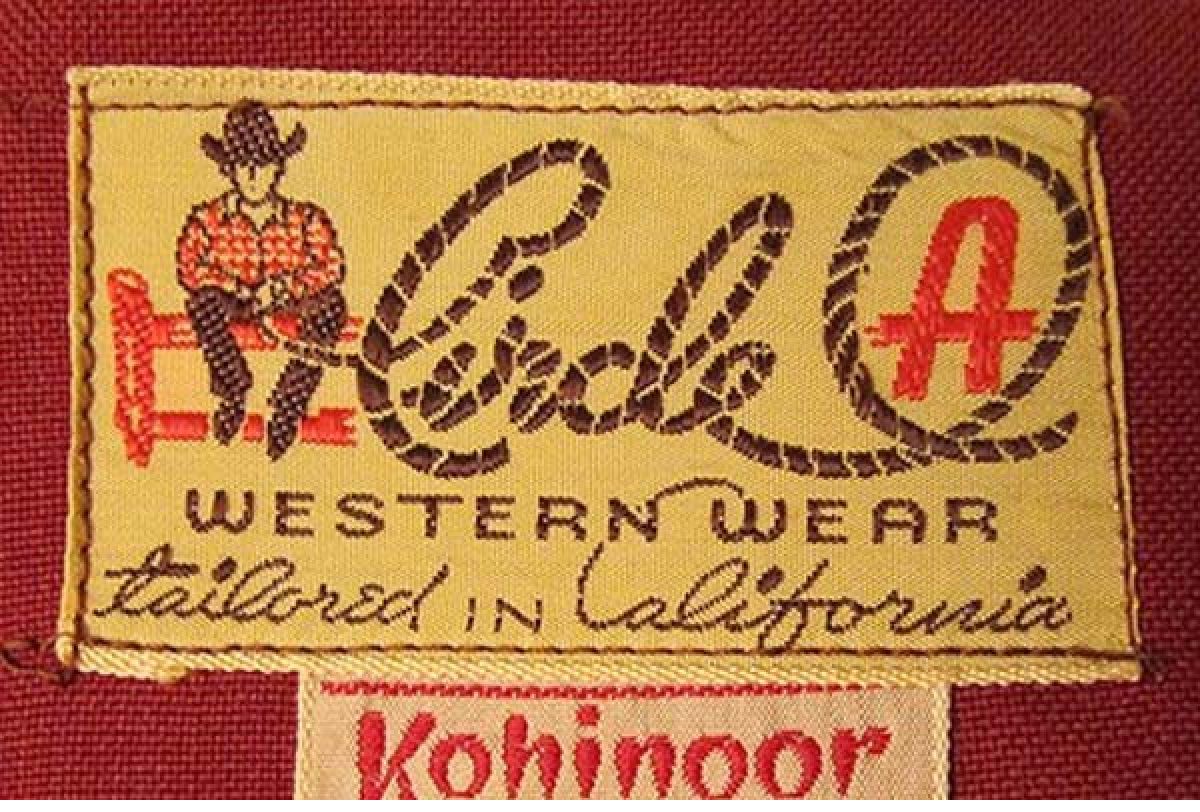 Circle A
WESTERN WEAR
tailored IN California
Kohinoor